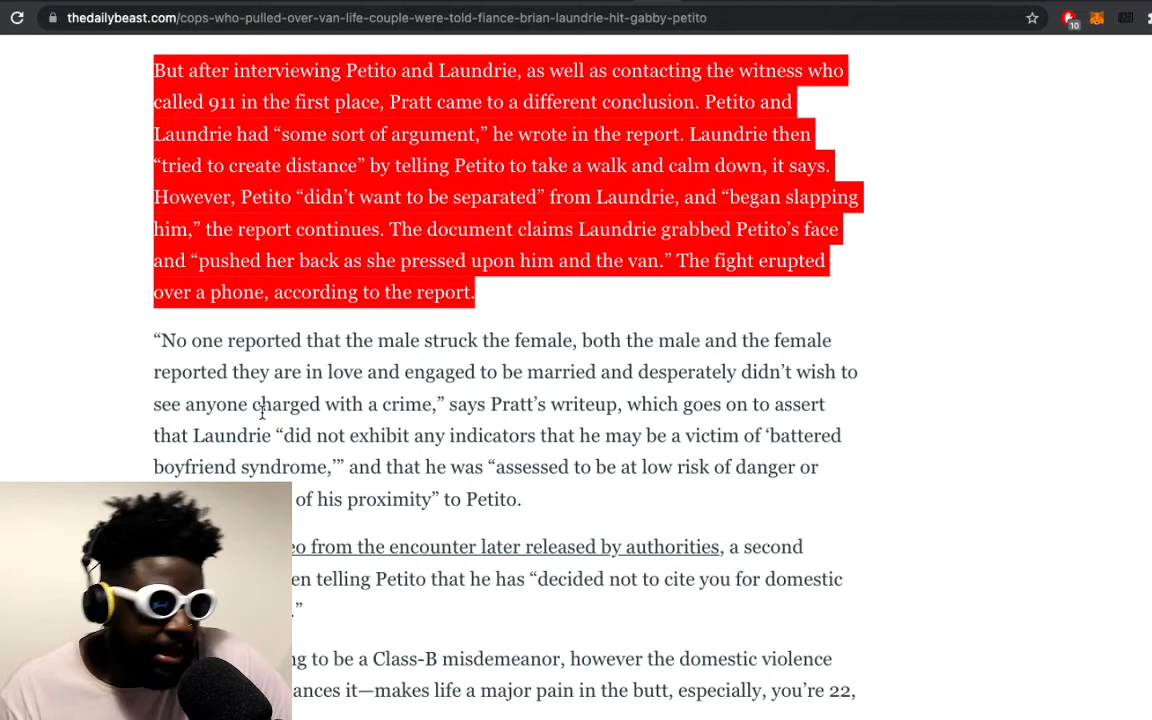 thedailybeast.com/cops-who-pulled-over-van-life-couple-were-told-fiance-brian-laundrie-hit-gabby-petito
10
But after interviewing Petito and Laundrie, as well as contacting the witness who
called 911 in the first place, Pratt came to a different conclusion. Petito and
Laundrie had “some sort of argument,” he wrote in the report. Laundrie then
“tried to create distance” by telling Petito to take a walk and calm down, it says.
However, Petito “didn’t want to be separated” from Laundrie, and “began slapping
him,” the report continues. The document claims Laundrie grabbed Petito’s face
and “pushed her back as she pressed upon him and the van.” The fight erupted
over a phone, according to the report.
“No one reported that the male struck the female, both the male and the female
reported they are in love and engaged to be married and desperately didn’t wish to
see anyone charged with a crime,” says Pratt’s writeup, which goes on to assert
that Laundrie “did not exhibit any indicators that he may be a victim of ‘battered
boyfriend syndrome,’” and that he was “assessed to be at low risk of danger or
of his proximity” to Petito.
eo from the encounter later released by authorities, a second
en telling Petito that he has “decided not to cite you for domestic
.”
ng to be a Class-B misdemeanor, however the domestic violence
ances it—makes life a major pain in the butt, especially, you’re 22,